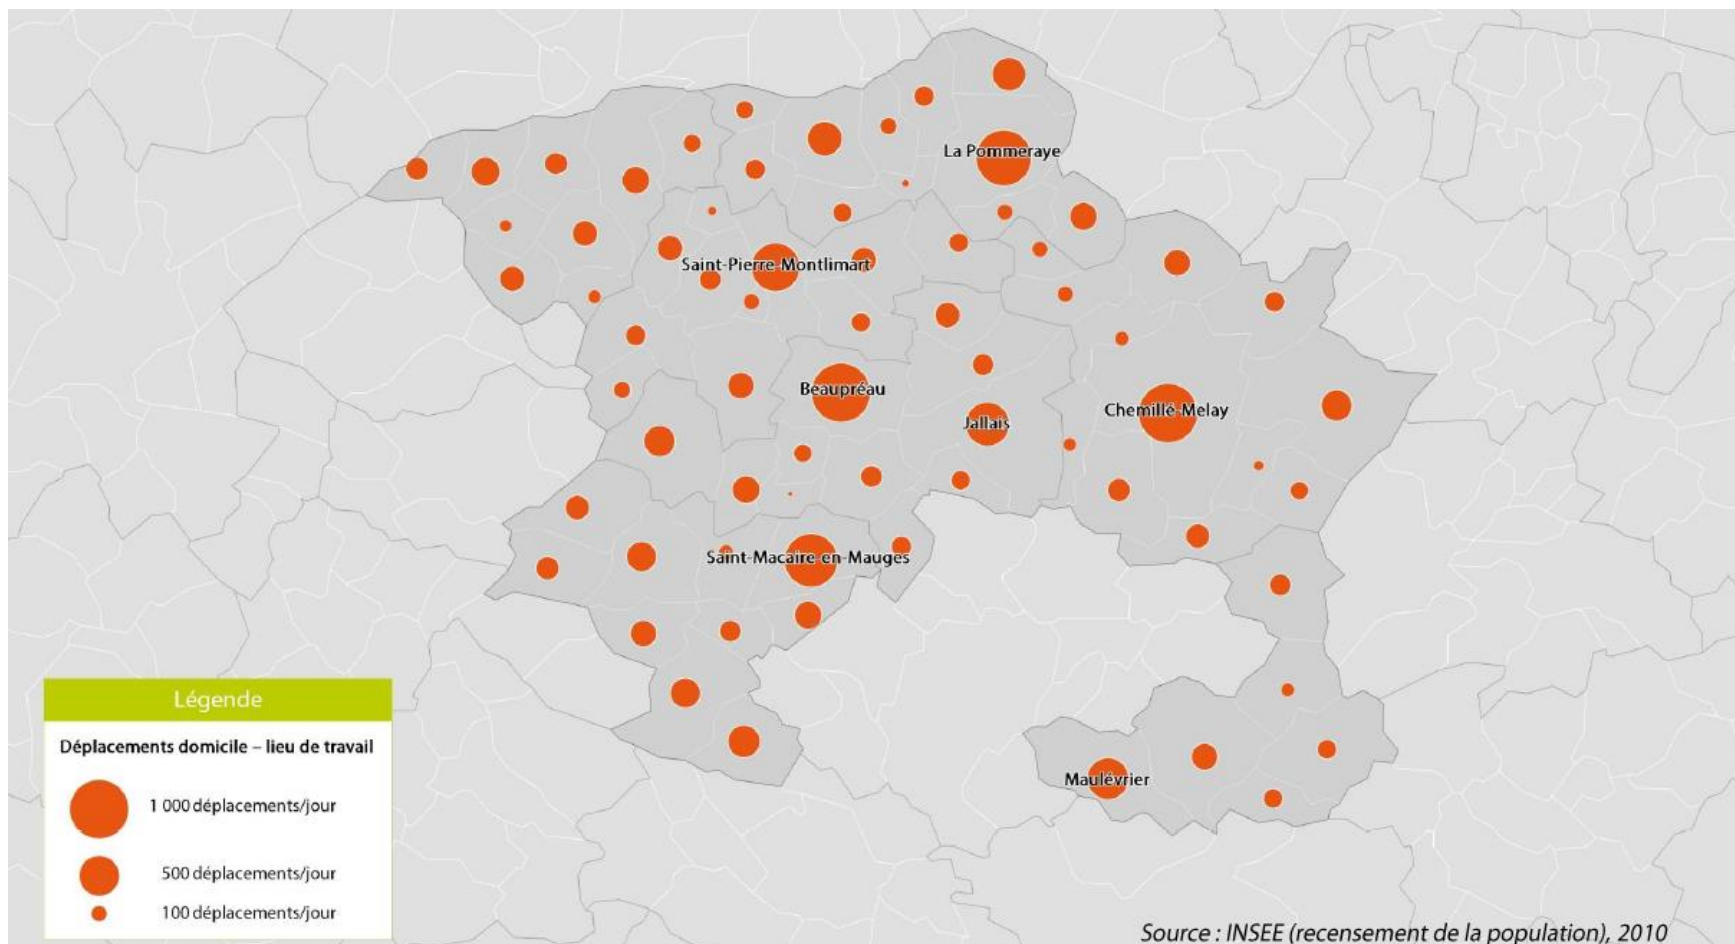 La Pommeraye
Saint-Pierre-Montlimart
Beaupréau
Jallais
Chemillé-Melay
Saint-Macaire-en-Mauges
Maulévrier
Légende
Déplacements domicile – lieu de travail
1 000 déplacements/jour
500 déplacements/jour
100 déplacements/jour
Source : INSEE (recensement de la population), 2010